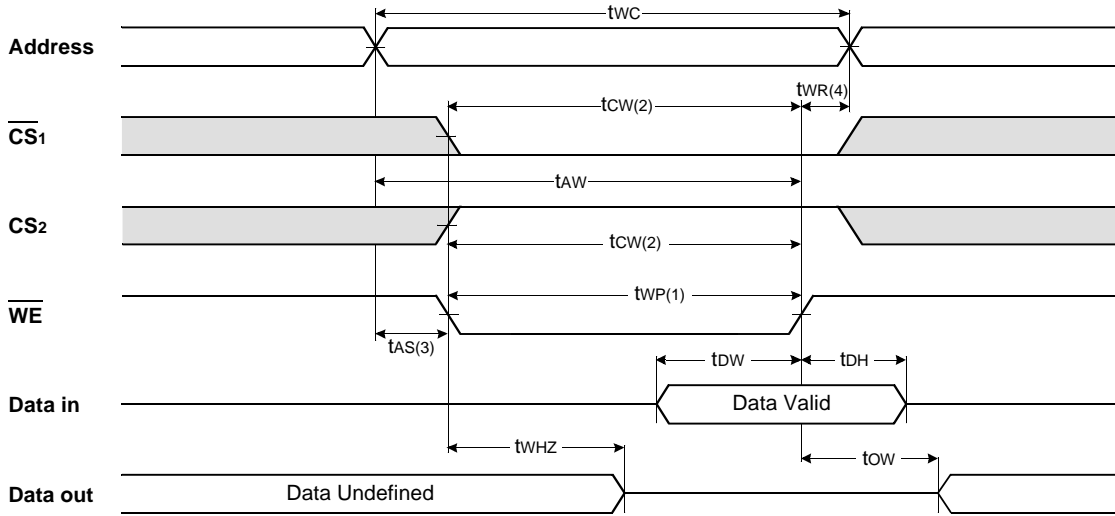 tWC
Address
tCW(2)
tWR(4)
CS1
tAW
CS2
tCW(2)
tWP(1)
WE
tAS(3)
tDW
tDH
Data in
Data Valid
tWHZ
tOW
Data out
Data Undefined